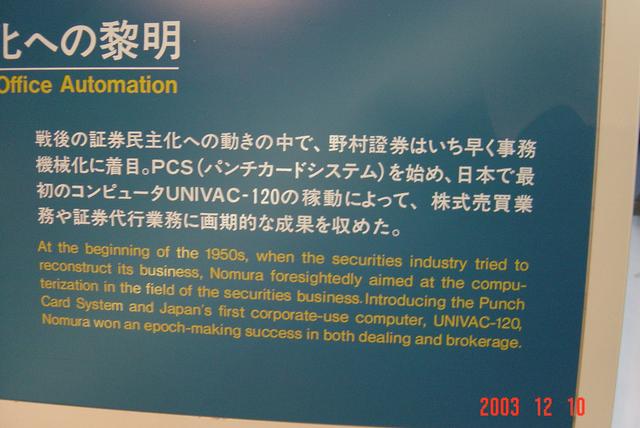 化への黎明
Office Automation
戦後の証券民主化への動きの中で、野村證券はいち早く事務
機械化に着目。PCS(パンチカードシステム)を始め、日本で最
初のコンピュータUNIVAC-120の稼動によって、株式売買業
務や証券代行業務に画期的な成果を収めた。
At the beginning of the 1950s, when the securities industry tried to
reconstruct its business, Nomura foresightedly aimed at the compu-
terization in the field of the securities business. Introducing the Punch
Card System and Japan's first corporate-use computer, UNIVAC-120,
Nomura won an epoch-making success in both dealing and brokerage.
2003 12 10